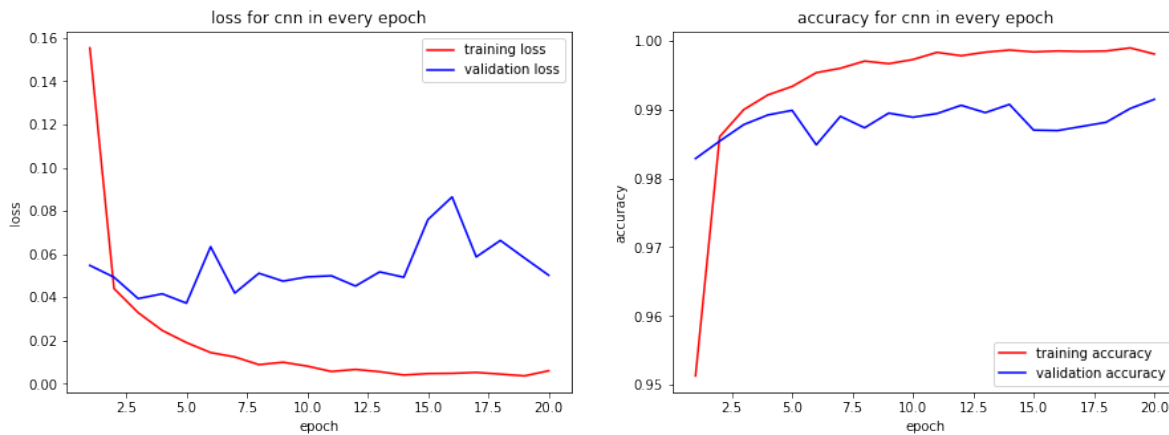 loss for cnn in every epoch
0.16
0.14
0.12
0.10
0.08
0.06
0.04
0.02
0.00
loss
training loss
validation loss
2.5 5.0 7.5 10.0 12.5 15.0 17.5 20.0
epoch
accuracy for cnn in every epoch
1.00
0.99
0.98
0.97
0.96
0.95
accuracy
training accuracy
validation accuracy
2.5 5.0 7.5 10.0 12.5 15.0 17.5 20.0
epoch